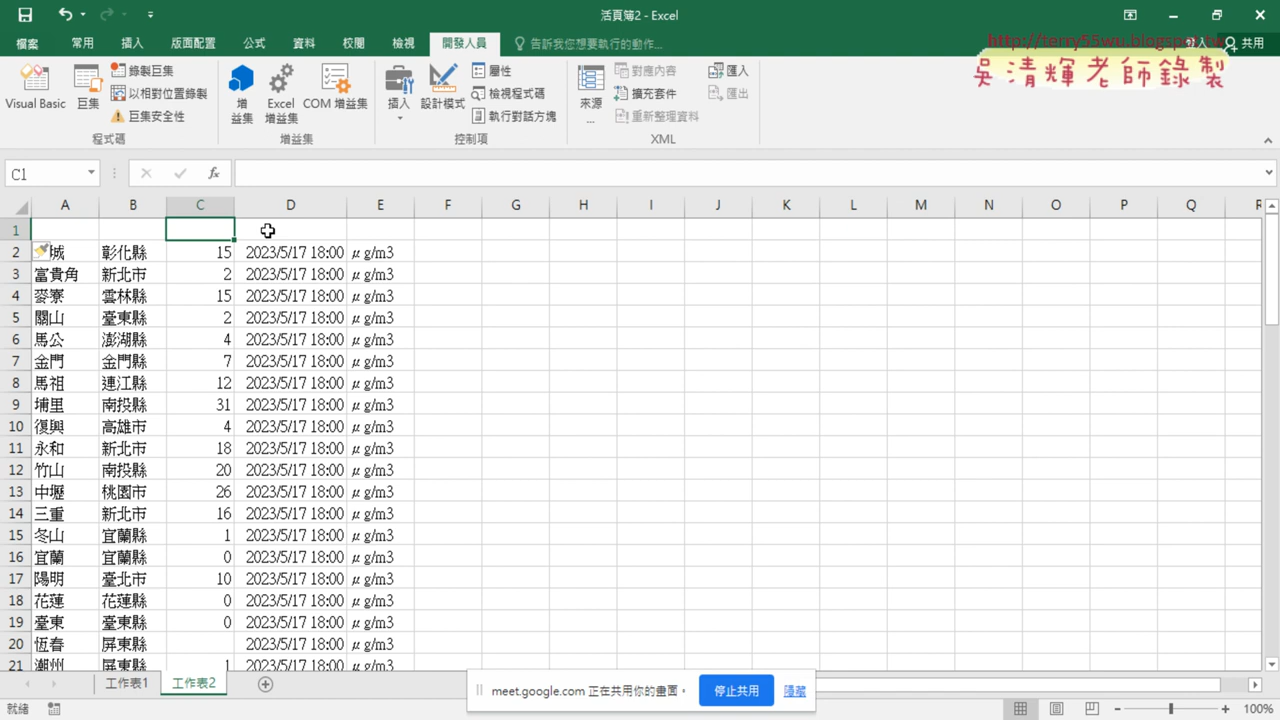 活頁簿2 - Excel
http://terry55wu.blogspot.tw
吳清輝老師錄製
檔案 常用 插入 版面配置 公式 資料 校閱 檢視 開發人員 告訴我您想要執行的動作... 登入 共用
Visual Basic 巨集 錄製巨集 以相對位置錄製 巨集安全性 程式碼
增益集 Excel 增益集 COM 增益集 增益集
插入 設計模式 屬性 檢視程式碼 執行對話方塊 控制項
來源... 對應內容 擴充套件 重新整理資料 匯入 匯出 XML
C1 fx
A B C D E F G H I J K L M N O P Q R
1
2 城 彰化縣 15 2023/5/17 18:00 μg/m3
3 富貴角 新北市 2 2023/5/17 18:00 μg/m3
4 麥寮 雲林縣 15 2023/5/17 18:00 μg/m3
5 關山 臺東縣 2 2023/5/17 18:00 μg/m3
6 馬公 澎湖縣 4 2023/5/17 18:00 μg/m3
7 金門 金門縣 7 2023/5/17 18:00 μg/m3
8 馬祖 連江縣 12 2023/5/17 18:00 μg/m3
9 埔里 南投縣 31 2023/5/17 18:00 μg/m3
10 復興 高雄市 4 2023/5/17 18:00 μg/m3
11 永和 新北市 18 2023/5/17 18:00 μg/m3
12 竹山 南投縣 20 2023/5/17 18:00 μg/m3
13 中壢 桃園市 26 2023/5/17 18:00 μg/m3
14 三重 新北市 16 2023/5/17 18:00 μg/m3
15 冬山 宜蘭縣 1 2023/5/17 18:00 μg/m3
16 宜蘭 宜蘭縣 0 2023/5/17 18:00 μg/m3
17 陽明 臺北市 10 2023/5/17 18:00 μg/m3
18 花蓮 花蓮縣 0 2023/5/17 18:00 μg/m3
19 臺東 臺東縣 0 2023/5/17 18:00 μg/m3
20 恆春 屏東縣 2023/5/17 18:00 μg/m3
21 潮州 屏東縣 1 2023/5/17 18:00 μg/m3
工作表1 工作表2
meet.google.com 正在共用你的畫面。 停止共用 隱藏
就緒 100%